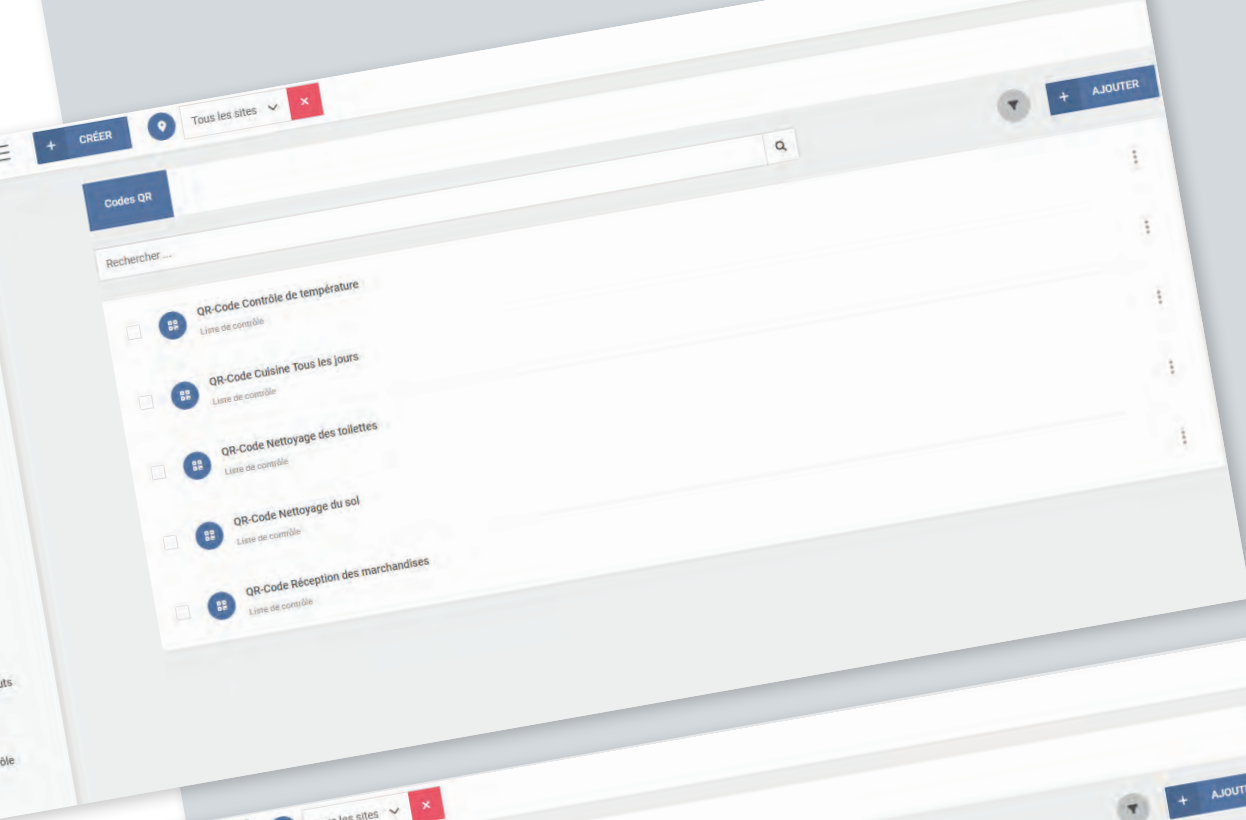 CRÉER
Tous les sites
AJOUTER
Codes QR
Rechercher ...
QR-Code Contrôle de température
Liste de contrôle
QR-Code Cuisine Tous les jours
Liste de contrôle
QR-Code Nettoyage des toilettes
Liste de contrôle
QR-Code Nettoyage du sol
Liste de contrôle
QR-Code Réception des marchandises
Liste de contrôle
les sites